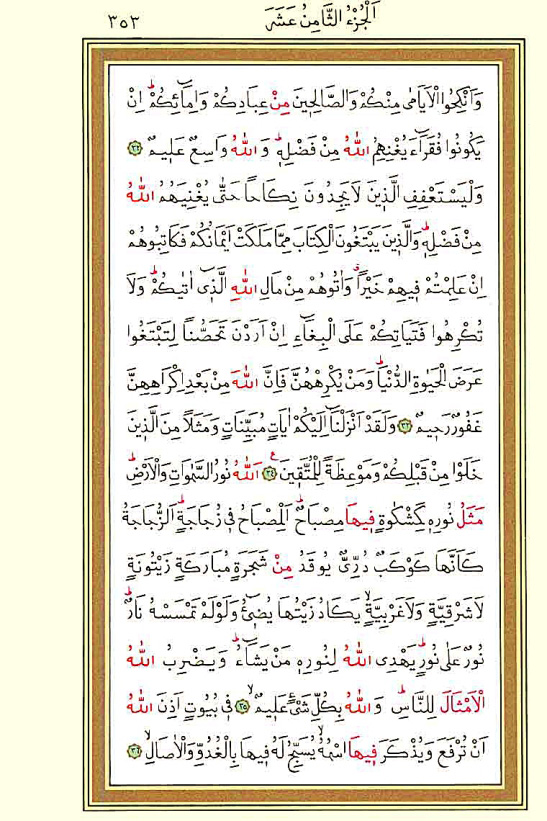 اَلْجُزْءُ الثَّامِنُ عَشَرَ ٣٥٣
وَاَنْكِحُوا الْاَيَامٰى مِنْكُمْ وَالصَّالِحٖينَ مِنْ عِبَادِكُمْ وَاِمَٓائِكُمْؕ اِنْ
يَكُونُوا فُقَرَٓاءَ يُغْنِهِمُ اللّٰهُ مِنْ فَضْلِهٖؕ وَاللّٰهُ وَاسِعٌ عَلٖيمٌ ﴿٣٢﴾
وَلْيَسْتَعْفِفِ الَّذٖينَ لَا يَجِدُونَ نِكَاحًا حَتّٰى يُغْنِيَهُمُ اللّٰهُ
مِنْ فَضْلِهٖؕ وَالَّذٖينَ يَبْتَغُونَ الْكِتَابَ مِمَّا مَلَكَتْ اَيْمَانُكُمْ فَكَاتِبُوهُمْ
اِنْ عَلِمْتُمْ فٖيهِمْ خَيْرًاۗ وَاٰتُوهُمْ مِنْ مَالِ اللّٰهِ الَّذٖٓى اٰتٰيكُمْؕ وَلَا
تُكْرِهُوا فَتَيَاتِكُمْ عَلَى الْبِغَٓاءِ اِنْ اَرَدْنَ تَحَصُّنًا لِتَبْتَغُوا
عَرَضَ الْحَيٰوةِ الدُّنْيَاؕ وَمَنْ يُكْرِهْهُنَّ فَاِنَّ اللّٰهَ مِنْ بَعْدِ اِكْرَاهِهِنَّ
غَفُورٌ رَحٖيمٌ ﴿٣٣﴾ وَلَقَدْ اَنْزَلْنَٓا اِلَيْكُمْ اٰيَاتٍ مُبَيِّنَاتٍ وَمَثَلًا مِنَ الَّذٖينَ
خَلَوْا مِنْ قَبْلِكُمْ وَمَوْعِظَةً لِلْمُتَّقٖينَ ﴿٣٤﴾ اَللّٰهُ نُورُ السَّمٰوَاتِ وَالْاَرْضِؕ
مَثَلُ نُورِهٖ كَمِشْكٰوةٍ فٖيهَا مِصْبَاحٌؕ اَلْمِصْبَاحُ فٖى زُجَاجَةٍؕ اَلزُّجَاجَةُ
كَاَنَّهَا كَوْكَبٌ دُرِّىٌّ يُوقَدُ مِنْ شَجَرَةٍ مُبَارَكَةٍ زَيْتُونَةٍ
لَا شَرْقِيَّةٍ وَلَا غَرْبِيَّةٍۙ يَكَادُ زَيْتُهَا يُضٖٓیءُ وَلَوْ لَمْ تَمْسَسْهُ نَارٌؕ
نُورٌ عَلٰى نُورٍؕ يَهْدِى اللّٰهُ لِنُورِهٖ مَنْ يَشَٓاءُؕ وَيَضْرِبُ اللّٰهُ
الْاَمْثَالَ لِلنَّاسِؕ وَاللّٰهُ بِكُلِّ شَیْءٍ عَلٖيمٌۙ ﴿٣٥﴾ فٖى بُيُوتٍ اَذِنَ اللّٰهُ
اَنْ تُرْفَعَ وَيُذْكَرَ فٖيهَا اسْمُهُۙ يُسَبِّحُ لَهُ فٖيهَا بِالْغُدُوِّ وَالْاٰصَالِۙ ﴿٣٦﴾